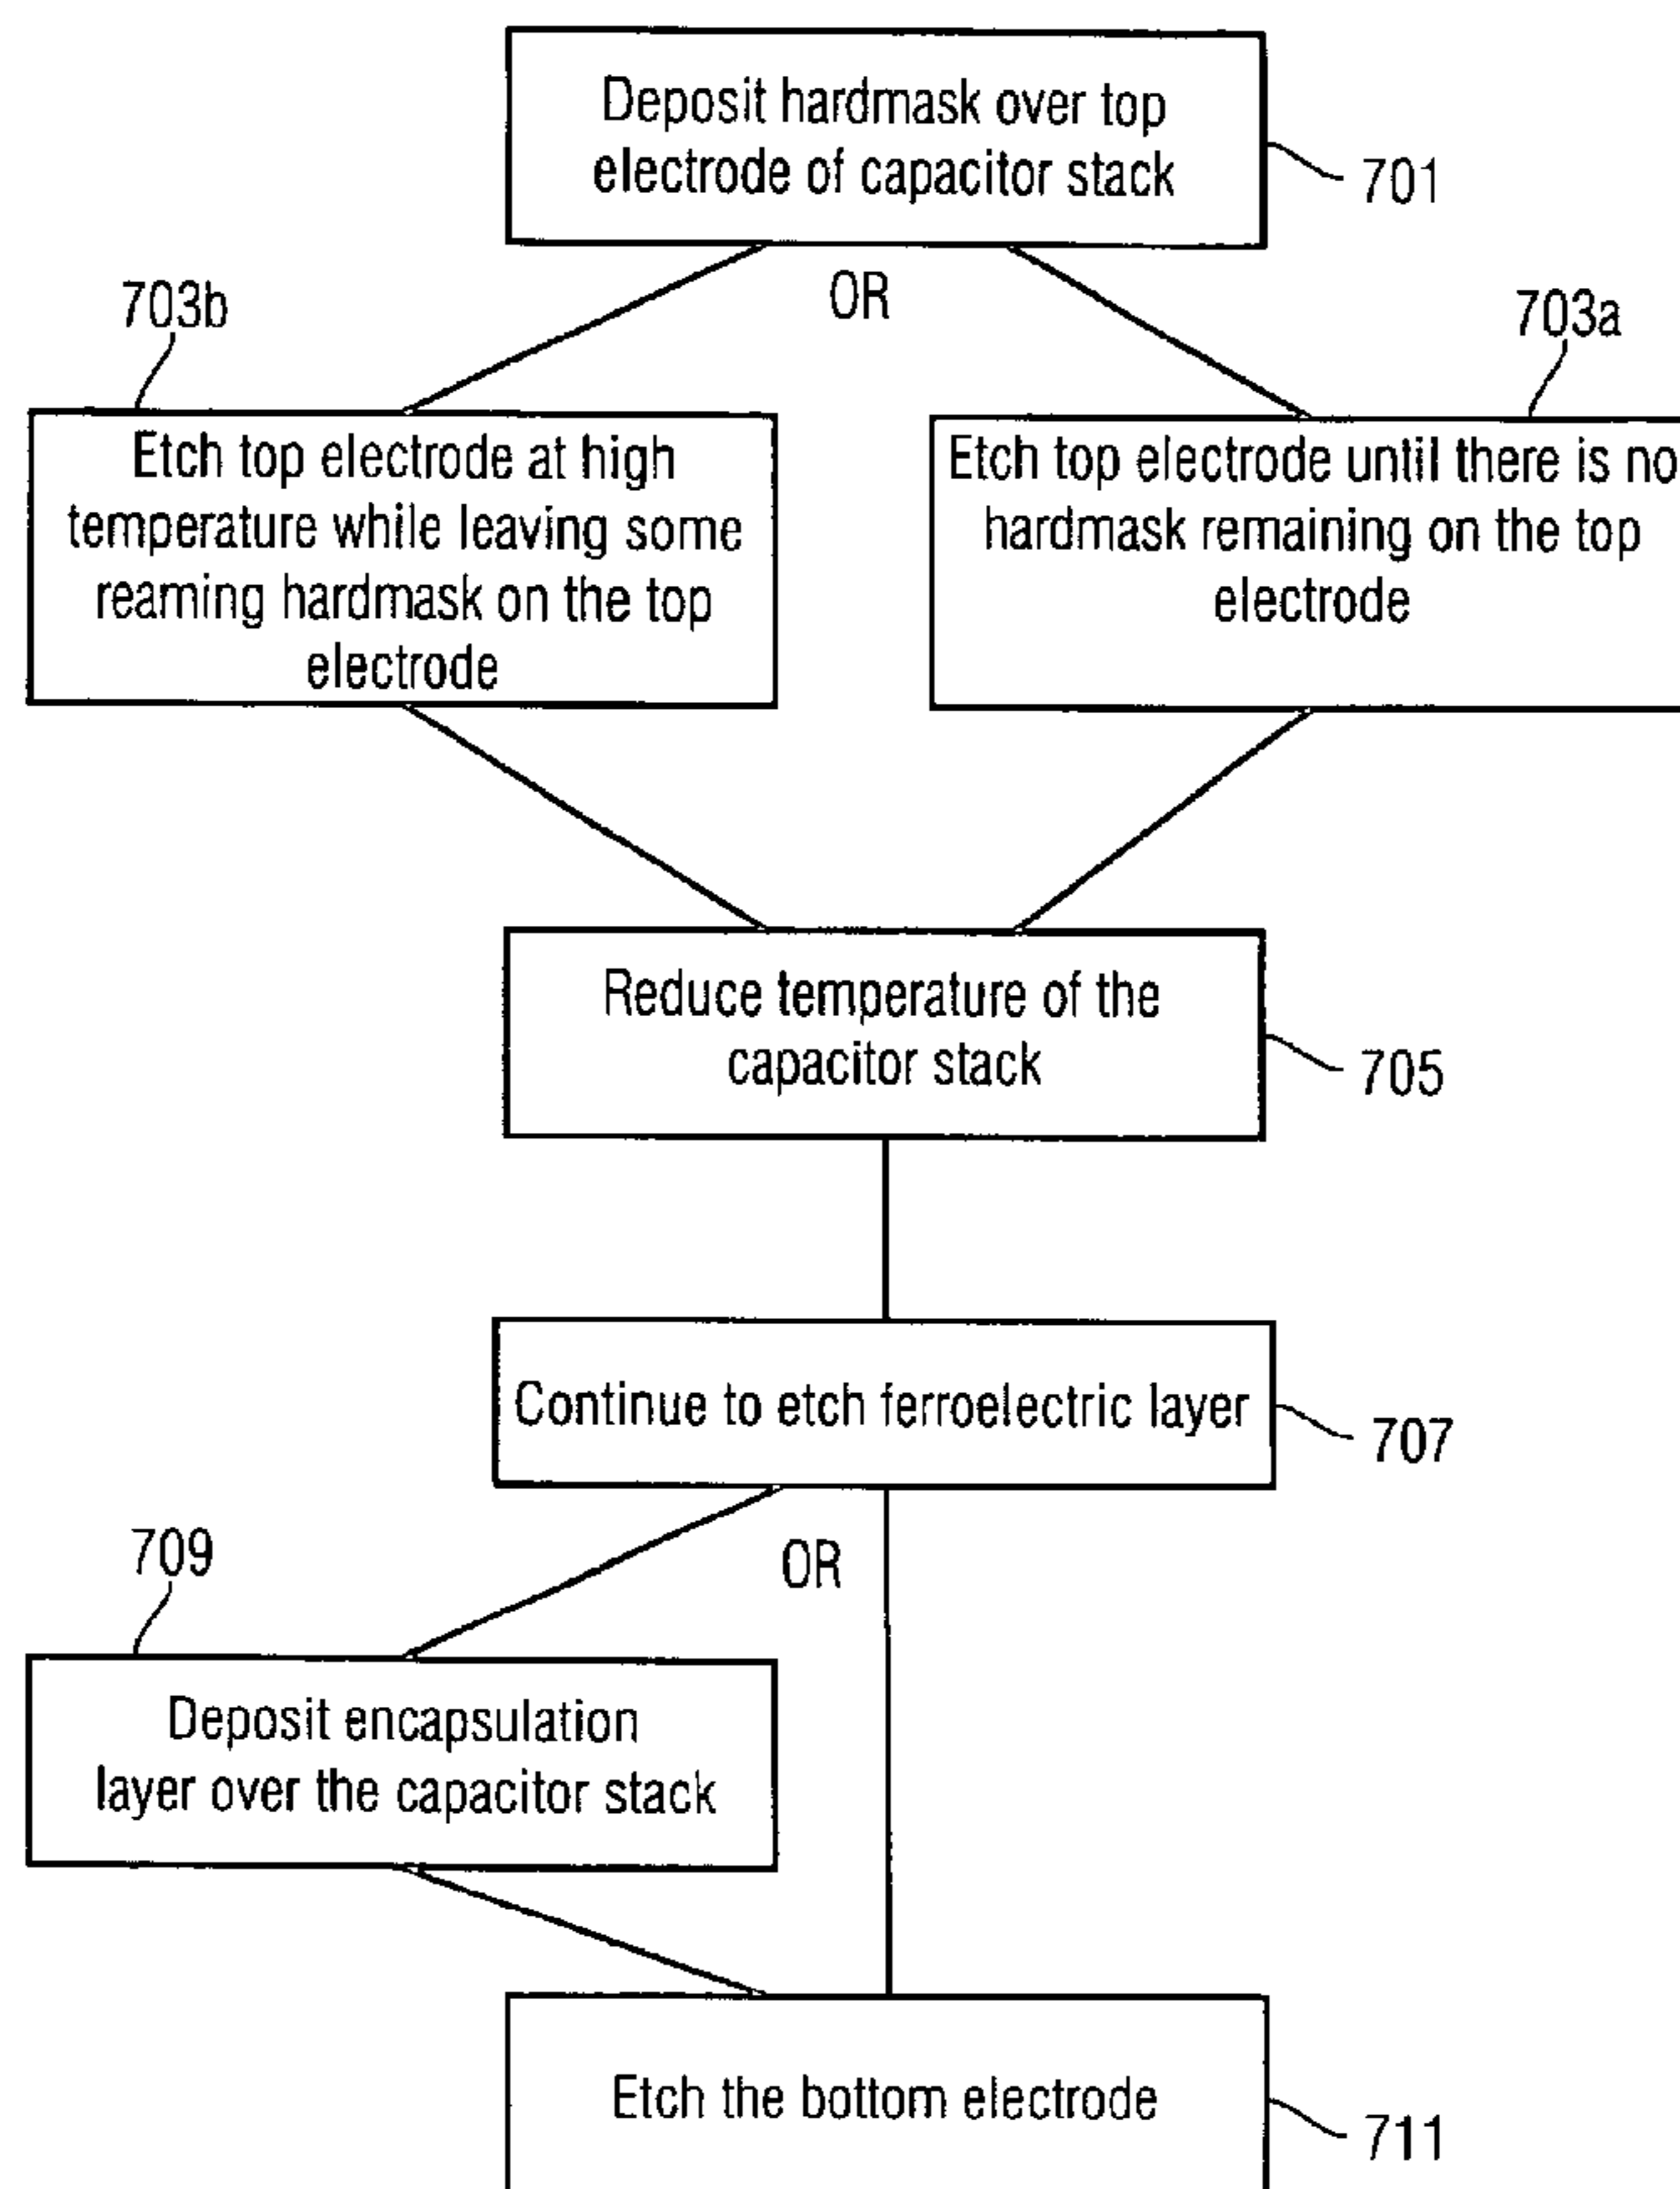 Deposit hardmask over top
electrode of capacitor stack
701
OR
703b
703a
Etch top electrode at high
temperature while leaving some
reaming hardmask on the top
electrode
Etch top electrode until there is no
hardmask remaining on the top
electrode
Reduce temperature of the
capacitor stack
705
Continue to etch ferroelectric layer
707
OR
709
Deposit encapsulation
layer over the capacitor stack
Etch the bottom electrode
711